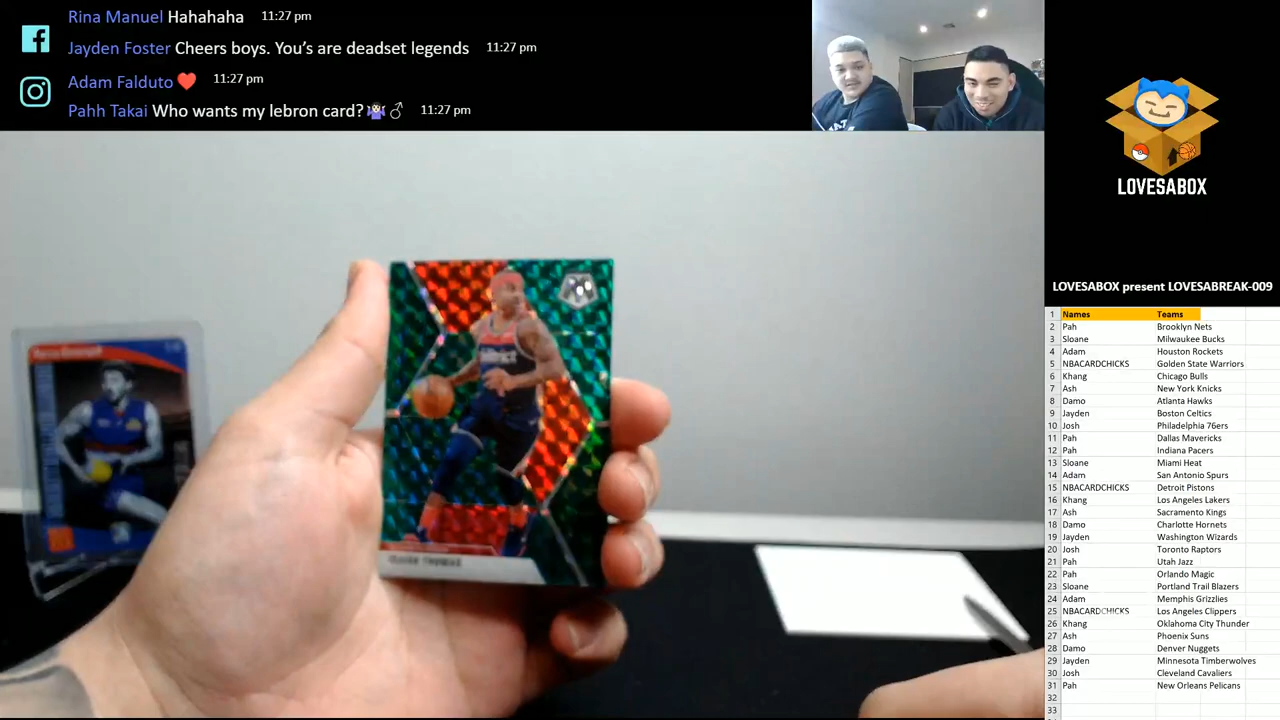 Rina Manuel Hahahaha 11:27 pm
Jayden Foster Cheers boys. You's are deadset legends 11:27 pm
Adam Falduto ❤️ 11:27 pm
Pahh Takai Who wants my lebron card?🤷🏻‍♂️ 11:27 pm
LOVESABOX
LOVESABOX present LOVESABREAK-009
1 Names Teams
2 Pah Brooklyn Nets
3 Sloane Milwaukee Bucks
4 Adam Houston Rockets
5 NBACARDCHICKS Golden State Warriors
6 Khang Chicago Bulls
7 Ash New York Knicks
8 Damo Atlanta Hawks
9 Jayden Boston Celtics
10 Josh Philadelphia 76ers
11 Pah Dallas Mavericks
12 Pah Indiana Pacers
13 Sloane Miami Heat
14 Adam San Antonio Spurs
15 NBACARDCHICKS Detroit Pistons
16 Khang Los Angeles Lakers
17 Ash Sacramento Kings
18 Damo Charlotte Hornets
19 Jayden Washington Wizards
20 Josh Toronto Raptors
21 Pah Utah Jazz
22 Pah Orlando Magic
23 Sloane Portland Trail Blazers
24 Adam Memphis Grizzlies
25 NBACARDCHICKS Los Angeles Clippers
26 Khang Oklahoma City Thunder
27 Ash Phoenix Suns
28 Damo Denver Nuggets
29 Jayden Minnesota Timberwolves
30 Josh Cleveland Cavaliers
31 Pah New Orleans Pelicans
32
33
THOMAS